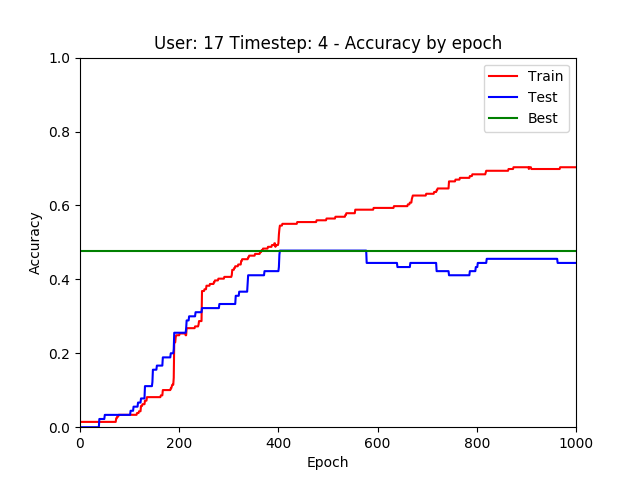 User: 17 Timestep: 4 - Accuracy by epoch
1.0
0.8
0.6
0.4
0.2
0.0
Accuracy
Train
Test
Best
0 200 400 600 800 1000
Epoch